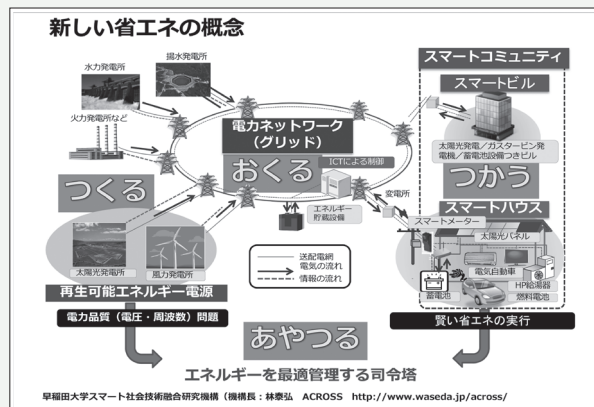 新しい省エネの概念
水力発電所
揚水発電所
火力発電所など
電力ネットワーク
（グリッド）
おくる
ICTによる制御
つくる
エネルギー
貯蔵設備
変電所
スマートコミュニティ
スマートビル
太陽光発電／ガスタービン発
電機／蓄電池設備つきビル
つかう
スマートハウス
スマートメーター
太陽光パネル
電気自動車
HP給湯器
燃料電池
蓄電池
太陽光発電所
風力発電所
送配電網
電気の流れ
情報の流れ
再生可能エネルギー電源
電力品質（電圧・周波数）問題
賢い省エネの実行
あやつる
エネルギーを最適管理する司令塔
早稲田大学スマート社会技術融合研究機構（機構長：林泰弘 ACROSS http://www.waseda.jp/across/